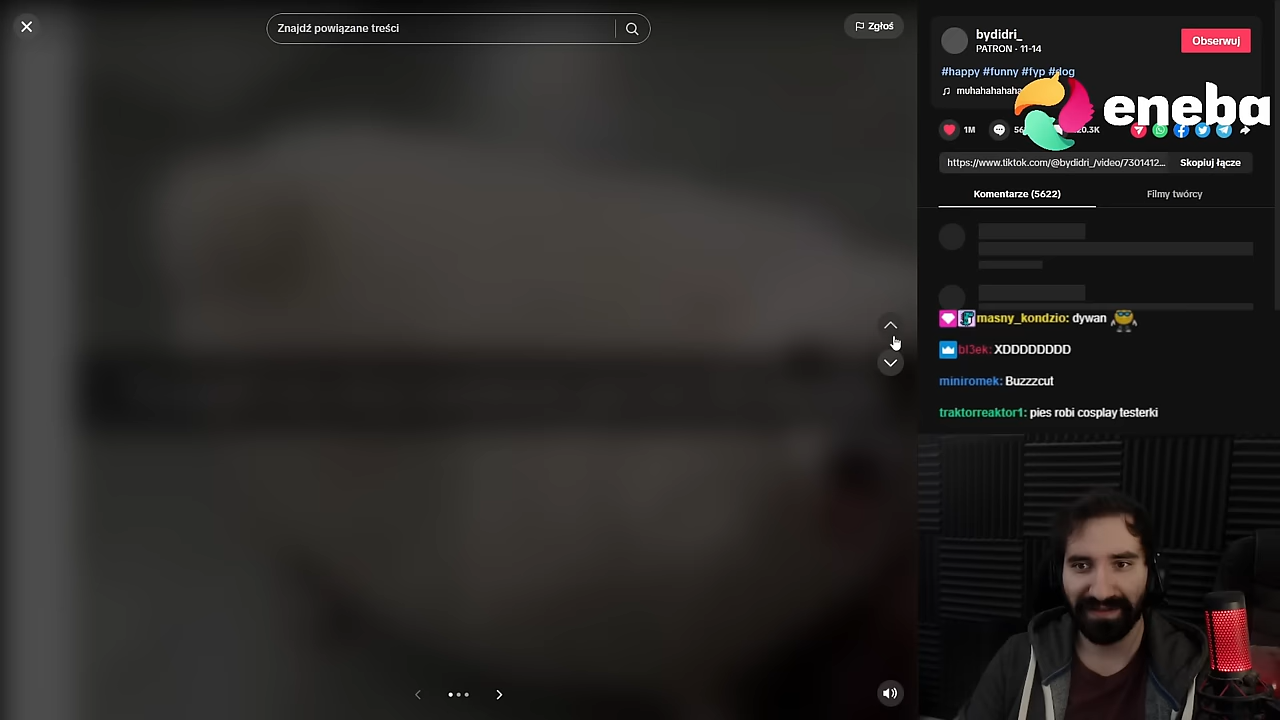 Znajdź powiązane treści
Zgłoś
bydidri_
PATRON · 11-14
Obserwuj
#happy #funny #fyp #dog
muhahahahaha
eneba
1M
https://www.tiktok.com/@bydidri_/video/7301412...
Skopiuj łącze
Komentarze (5622)
Filmy twórcy
masny_kondzio: dywan
bl3ek: XDDDDDDDD
miniromek: Buzzzcut
traktorreaktor1: pies robi cosplay testerki